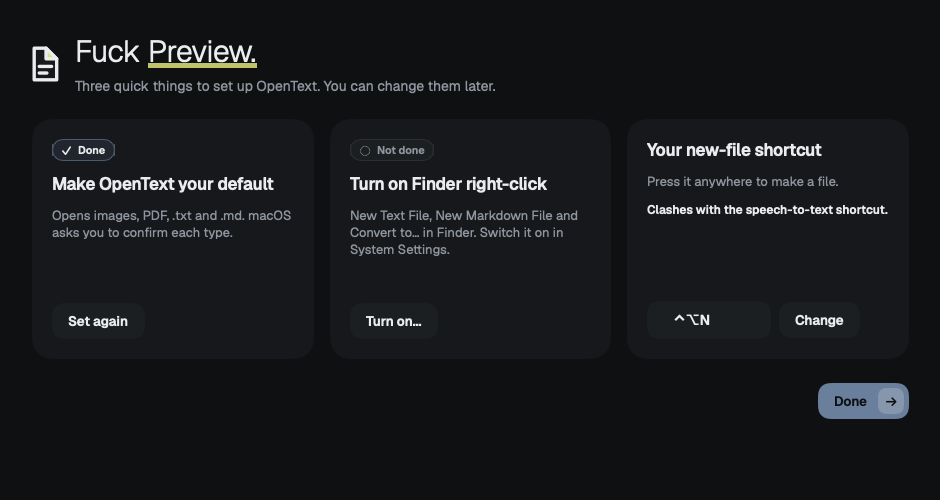 Fuck Preview.
Three quick things to set up OpenText. You can change them later.
Done
Make OpenText your default
Opens images, PDF, .txt and .md. macOS
asks you to confirm each type.
Set again
Not done
Turn on Finder right-click
New Text File, New Markdown File and
Convert to… in Finder. Switch it on in
System Settings.
Turn on…
Your new-file shortcut
Press it anywhere to make a file.
Clashes with the speech-to-text shortcut.
⌃⌥N
Change
Done →